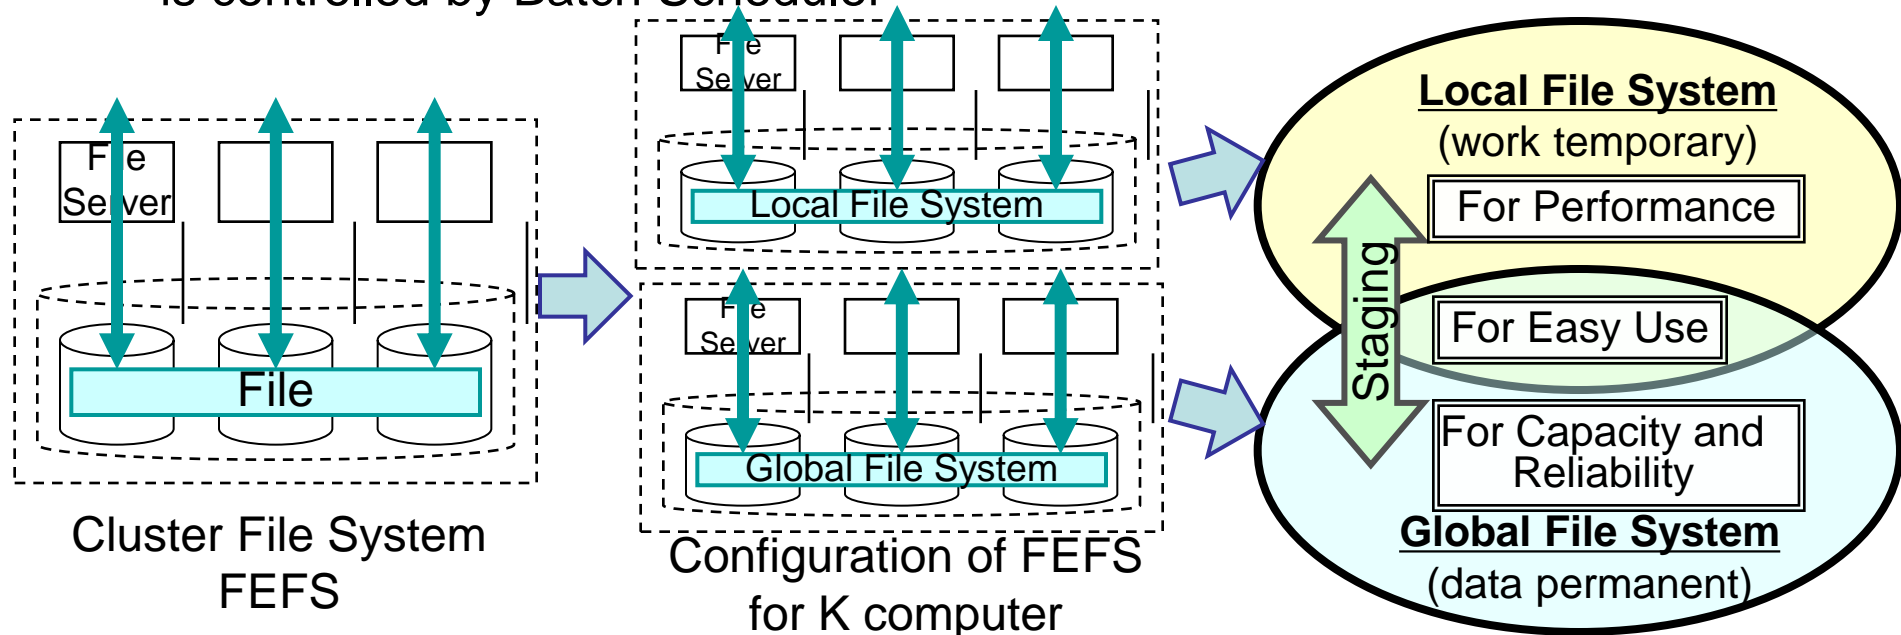 is controlled by Batch Scheduler
File
Server
File
Cluster File System
FEFS
File
Server
Local File System
File
Server
Global File System
Configuration of FEFS
for K computer
Local File System
(work temporary)
For Performance
Staging
For Easy Use
For Capacity and
Reliability
Global File System
(data permanent)